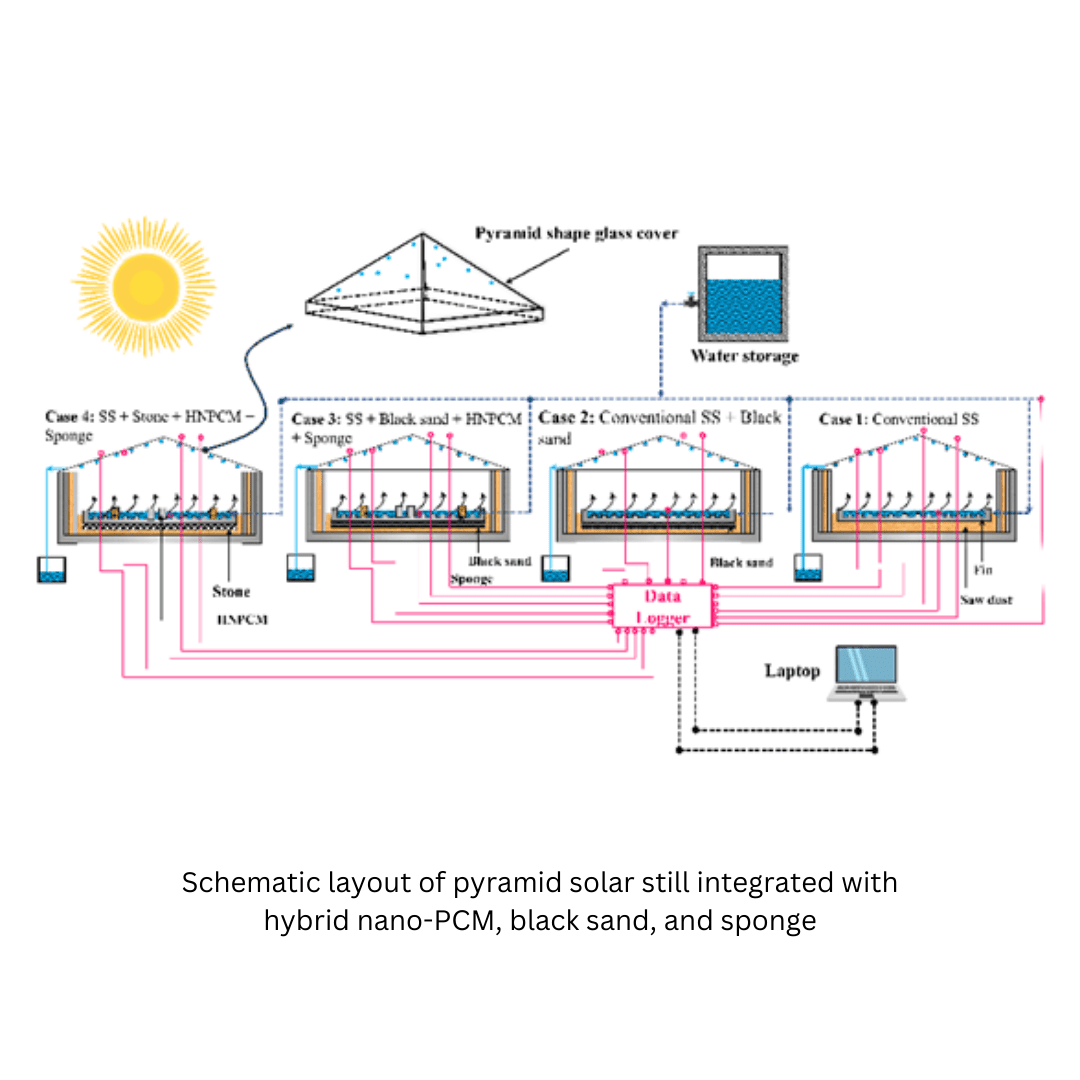 Pyramid shape glass cover
Water storage
Case 4: SS + Stone + HNPCM –
Sponge
Case 3: SS + Black sand + HNPCM
+ Sponge
Case 2: Conventional SS + Black
sand
Case 1: Conventional SS
Stone
HNPCM
Black sand
Sponge
Black sand
Fin
Saw dust
Data
Logger
Laptop
Schematic layout of pyramid solar still integrated with
hybrid nano-PCM, black sand, and sponge